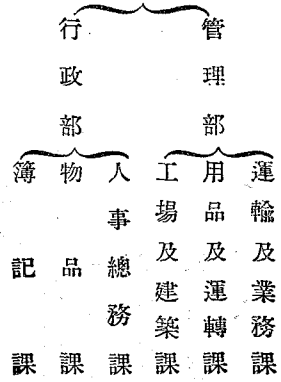 管理部
行政部
運輸及業務課
用品及運轉課
工場及建築課
人事總務課
物品課
簿記課